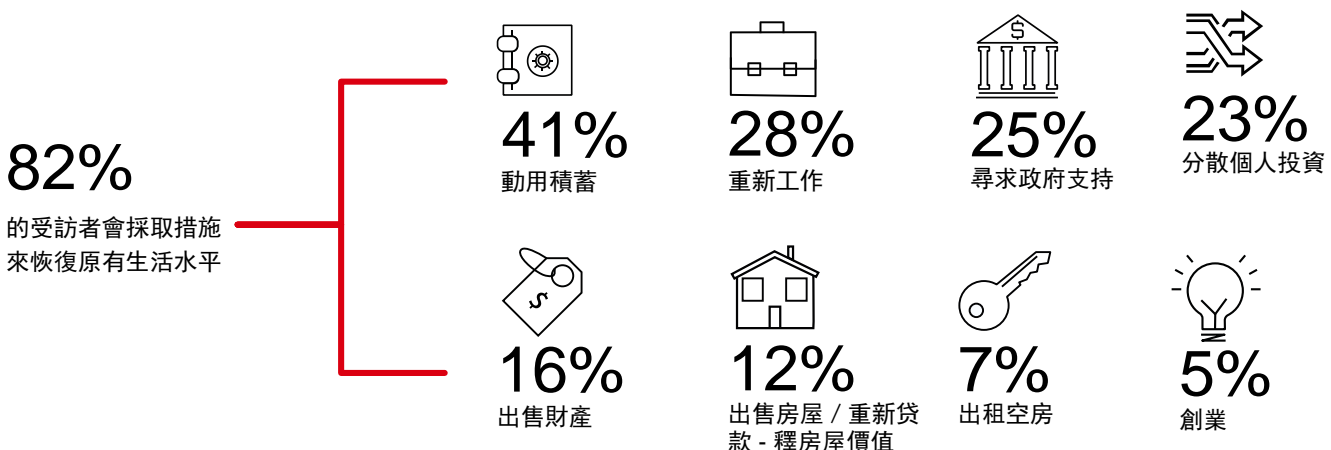 82%
的受訪者會採取措施
來恢復原有生活水平
41%
動用積蓄
28%
重新工作
$
25%
尋求政府支持
23%
分散個人投資
$
16%
出售財產
12%
出售房屋 / 重新贷
款 - 釋房屋價值
7%
出租空房
5%
創業